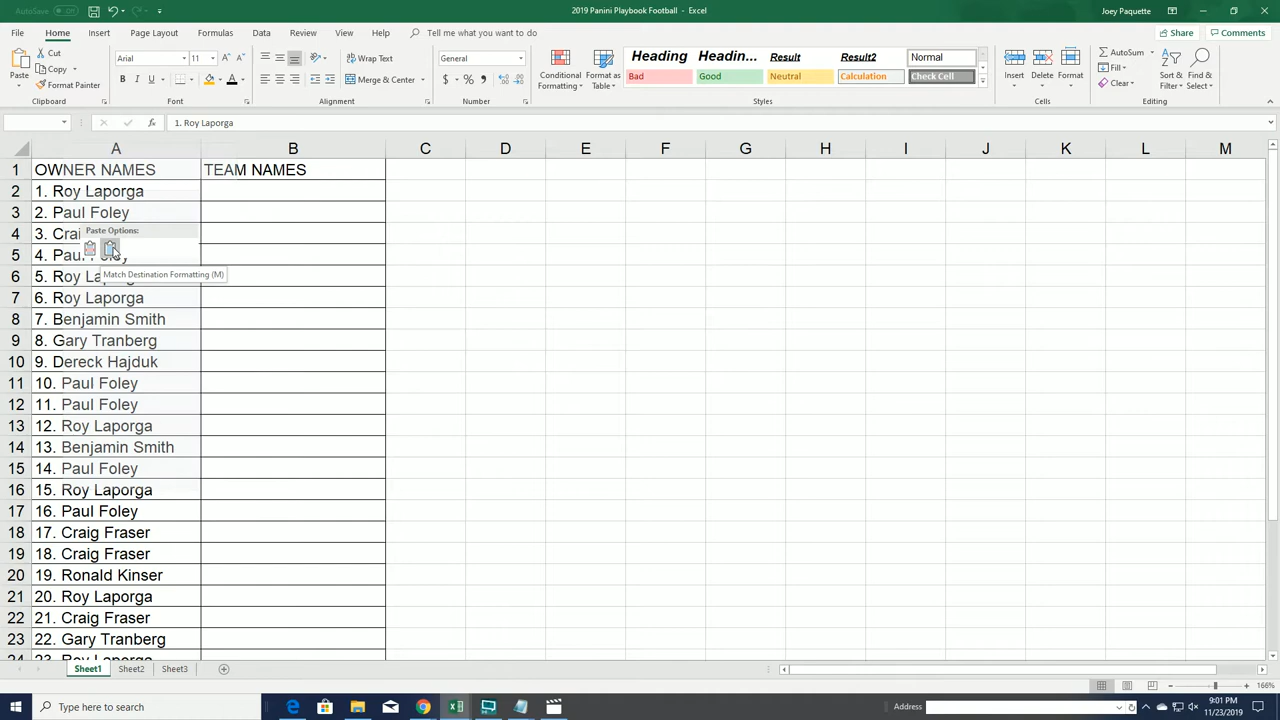 AutoSave Off
2019 Panini Playbook Football - Excel
Joey Paquette
File Home Insert Page Layout Formulas Data Review View Help Tell me what you want to do
Share Comments
Paste
Cut
Copy
Format Painter
Clipboard
Arial 11
B I U
Font
Wrap Text
Merge & Center
Alignment
General
$ % ,
Number
Conditional Formatting
Format as Table
Heading Headin... Result Result2 Normal
Bad Good Neutral Calculation Check Cell
Styles
Insert Delete Format
Cells
AutoSum
Fill
Clear
Sort & Filter
Find & Select
Editing
fx 1. Roy Laporga
A B C D E F G H I J K L M
1 OWNER NAMES TEAM NAMES
2 1. Roy Laporga
3 2. Paul Foley
Paste Options:
4 3. Crai
5 4. Paul Foley
Match Destination Formatting (M)
6 5. Roy La
7 6. Roy Laporga
8 7. Benjamin Smith
9 8. Gary Tranberg
10 9. Dereck Hajduk
11 10. Paul Foley
12 11. Paul Foley
13 12. Roy Laporga
14 13. Benjamin Smith
15 14. Paul Foley
16 15. Roy Laporga
17 16. Paul Foley
18 17. Craig Fraser
19 18. Craig Fraser
20 19. Ronald Kinser
21 20. Roy Laporga
22 21. Craig Fraser
23 22. Gary Tranberg
24 23. Roy Laporga
Sheet1 Sheet2 Sheet3
166%
Type here to search
Address
9:01 PM
11/23/2019